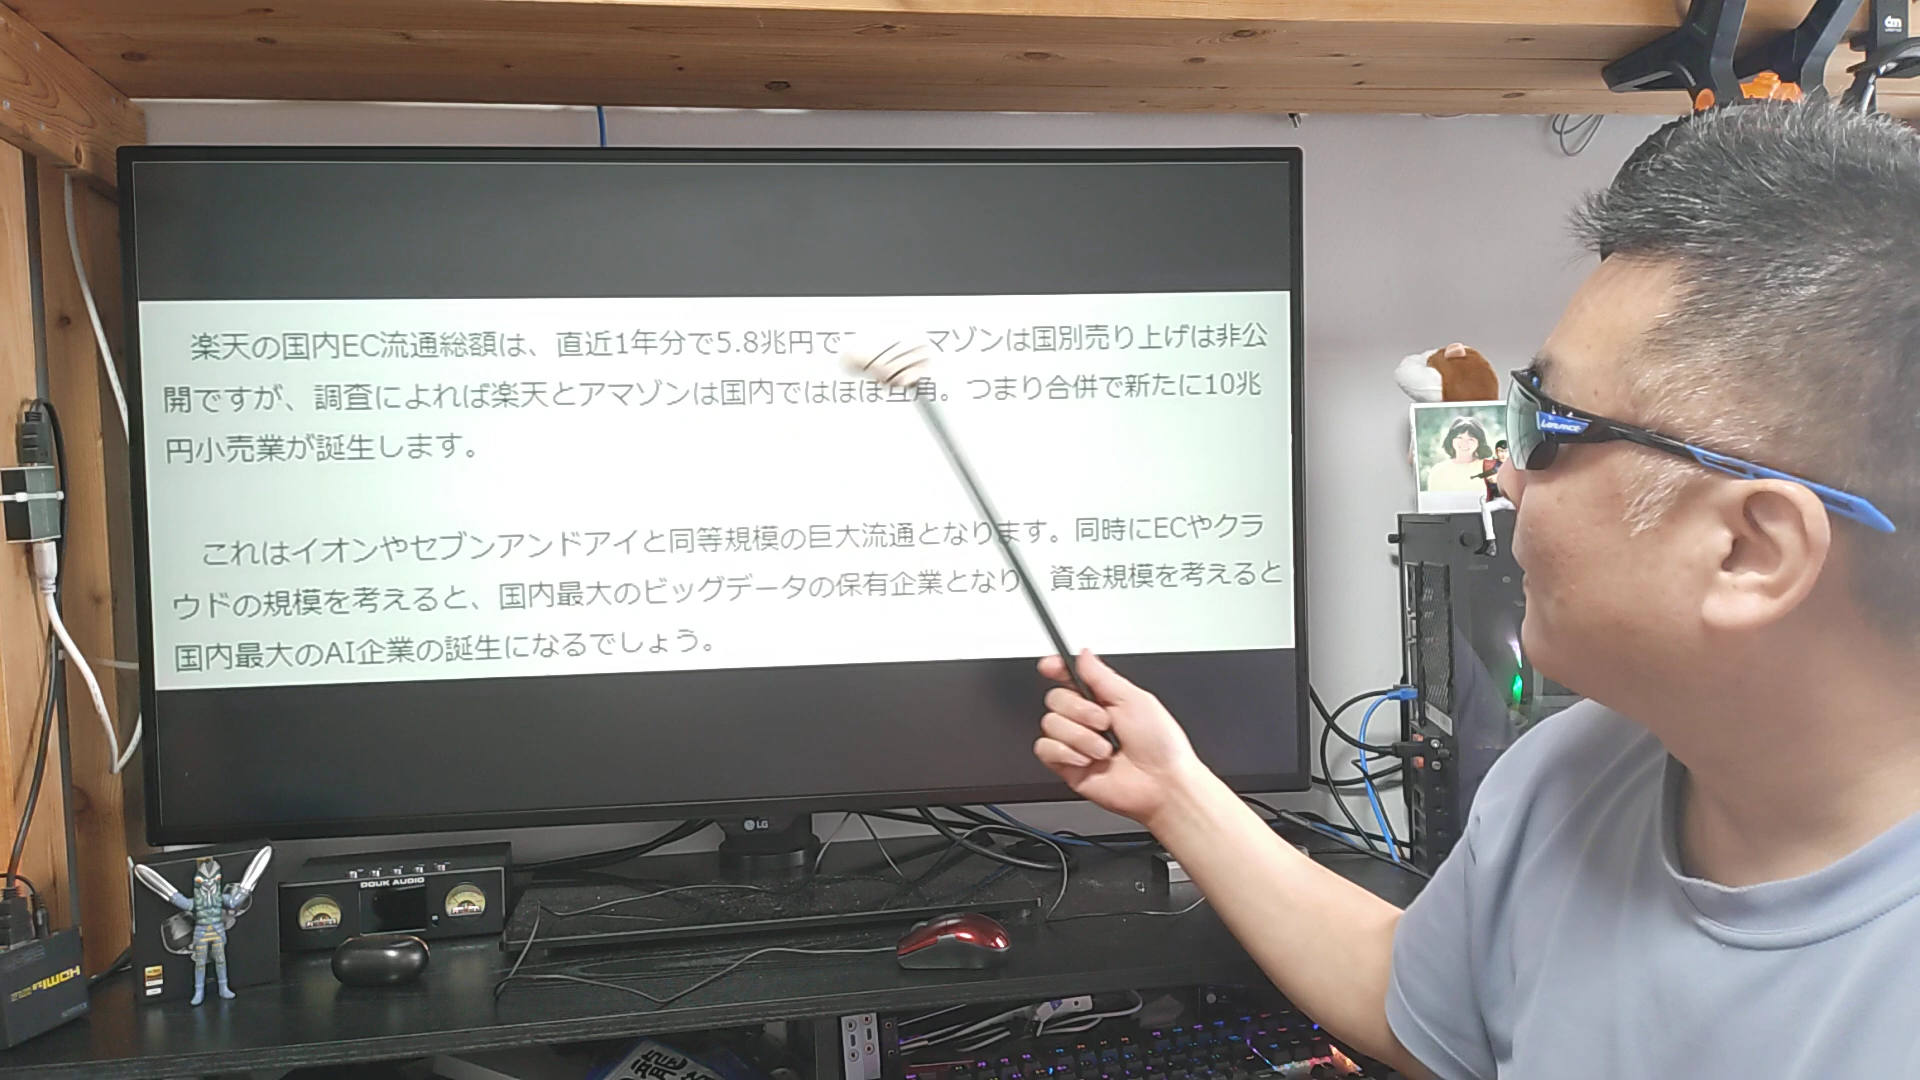 楽天の国内EC流通総額は、直近1年分で5.8兆円で マゾンは国別売り上げは非公
開ですが、調査によれば楽天とアマゾンは国内ではほぼ互角。つまり合併で新たに10兆
円小売業が誕生します。
これはイオンやセブンアンドアイと同等規模の巨大流通となります。同時にECやクラ
ウドの規模を考えると、国内最大のビッグデータの保有企業となり 資金規模を考えると
国内最大のAI企業の誕生になるでしょう。
LG
DOUK AUDIO
HDMI